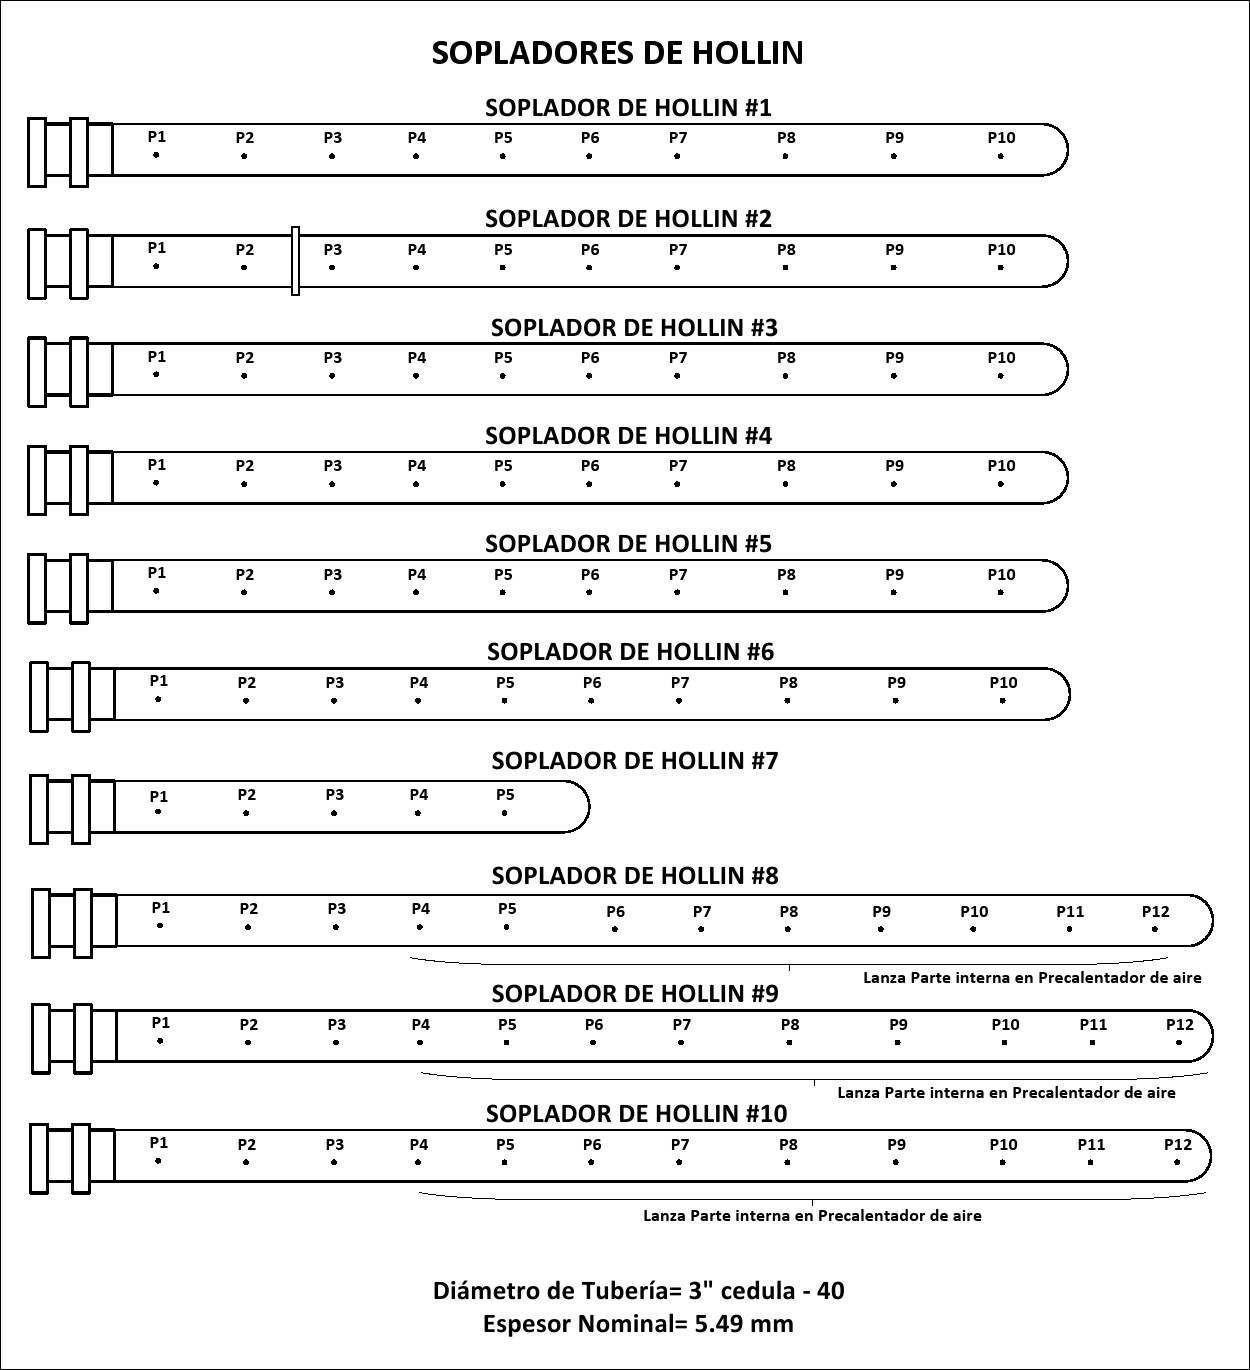 SOPLADORES DE HOLLIN
SOPLADOR DE HOLLIN #1
P1 P2 P3 P4 P5 P6 P7 P8 P9 P10
SOPLADOR DE HOLLIN #2
P1 P2 P3 P4 P5 P6 P7 P8 P9 P10
SOPLADOR DE HOLLIN #3
P1 P2 P3 P4 P5 P6 P7 P8 P9 P10
SOPLADOR DE HOLLIN #4
P1 P2 P3 P4 P5 P6 P7 P8 P9 P10
SOPLADOR DE HOLLIN #5
P1 P2 P3 P4 P5 P6 P7 P8 P9 P10
SOPLADOR DE HOLLIN #6
P1 P2 P3 P4 P5 P6 P7 P8 P9 P10
SOPLADOR DE HOLLIN #7
P1 P2 P3 P4 P5
SOPLADOR DE HOLLIN #8
P1 P2 P3 P4 P5 P6 P7 P8 P9 P10 P11 P12
Lanza Parte interna en Precalentador de aire
SOPLADOR DE HOLLIN #9
P1 P2 P3 P4 P5 P6 P7 P8 P9 P10 P11 P12
Lanza Parte interna en Precalentador de aire
SOPLADOR DE HOLLIN #10
P1 P2 P3 P4 P5 P6 P7 P8 P9 P10 P11 P12
Lanza Parte interna en Precalentador de aire
Diámetro de Tubería= 3" cedula - 40
Espesor Nominal= 5.49 mm